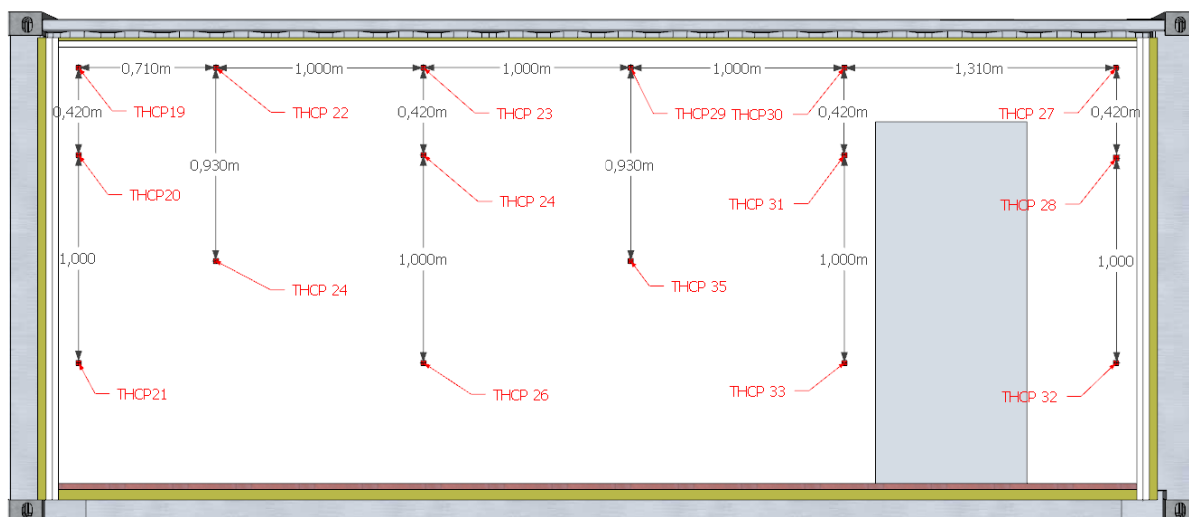 0,710m
1,000m
1,000m
1,000m
1,310m
THCP19
THCP 22
THCP 23
THCP29
THCP30
THCP 27
0,420m
0,420m
0,420m
0,420m
0,930m
0,930m
THCP20
THCP 24
THCP 31
THCP 28
1,000
1,000m
1,000m
1,000
THCP 24
THCP 35
THCP21
THCP 26
THCP 33
THCP 32